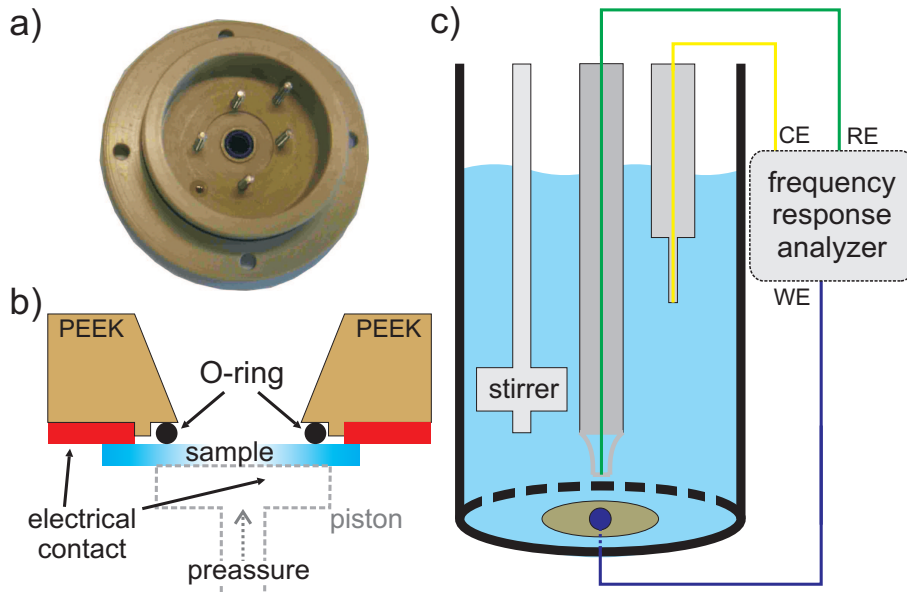 a)
b)
PEEK
PEEK
O-ring
sample
electrical
contact
piston
preassure
c)
CE
RE
frequency
response
analyzer
WE
stirrer